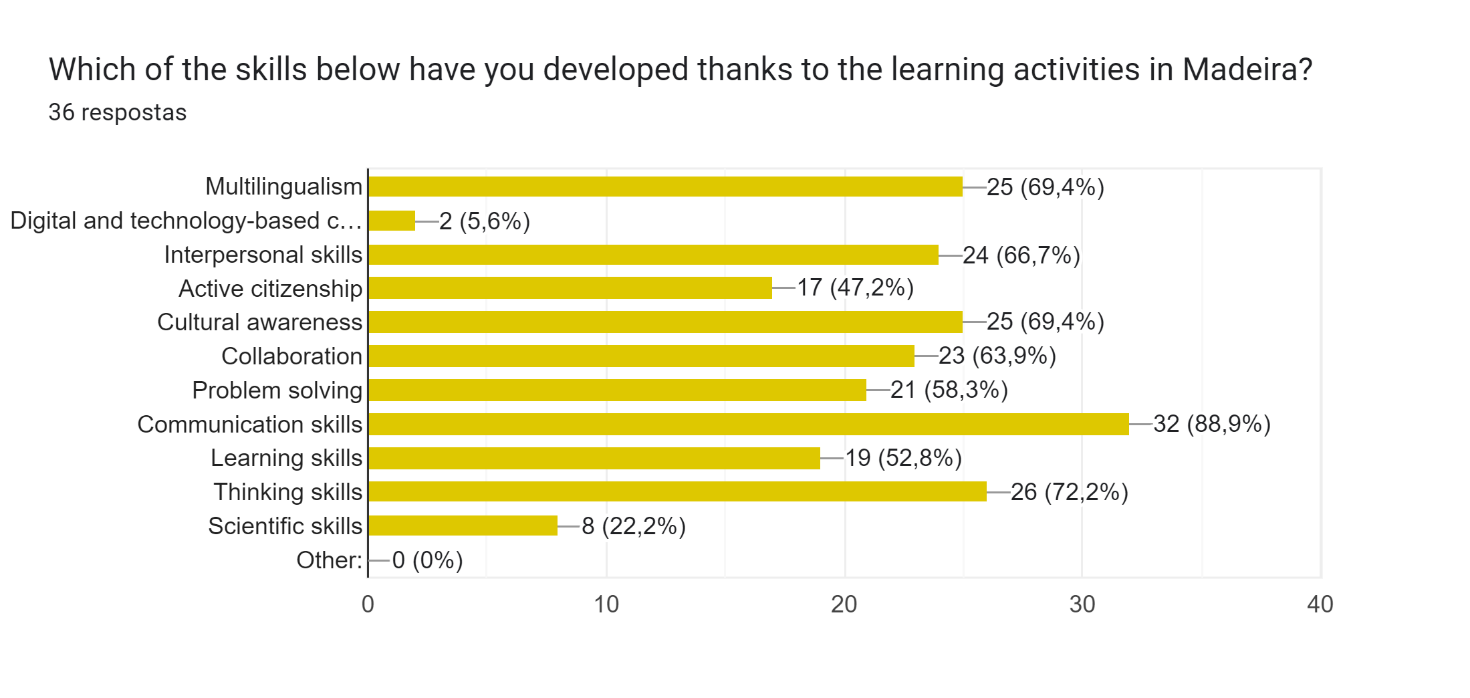 Which of the skills below have you developed thanks to the learning activities in Madeira?
36 respostas
Multilingualism 25 (69,4%)
Digital and technology-based c… 2 (5,6%)
Interpersonal skills 24 (66,7%)
Active citizenship 17 (47,2%)
Cultural awareness 25 (69,4%)
Collaboration 23 (63,9%)
Problem solving 21 (58,3%)
Communication skills 32 (88,9%)
Learning skills 19 (52,8%)
Thinking skills 26 (72,2%)
Scientific skills 8 (22,2%)
Other: 0 (0%)
0 10 20 30 40